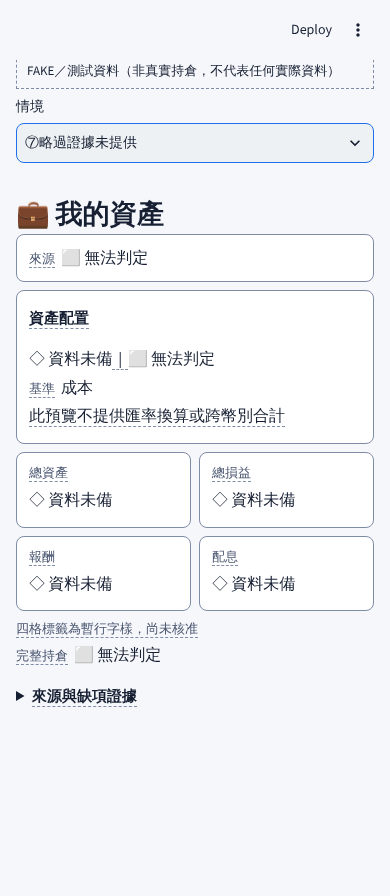 Deploy
FAKE／測試資料（非真實持倉，不代表任何實際資料）
情境
⑦略過證據未提供
💼 我的資產
來源 ⬜ 無法判定
資產配置
◇ 資料未備｜⬜ 無法判定
基準 成本
此預覽不提供匯率換算或跨幣別合計
總資產
◇ 資料未備
總損益
◇ 資料未備
報酬
◇ 資料未備
配息
◇ 資料未備
四格標籤為暫行字樣，尚未核准
完整持倉 ⬜ 無法判定
▶ 來源與缺項證據